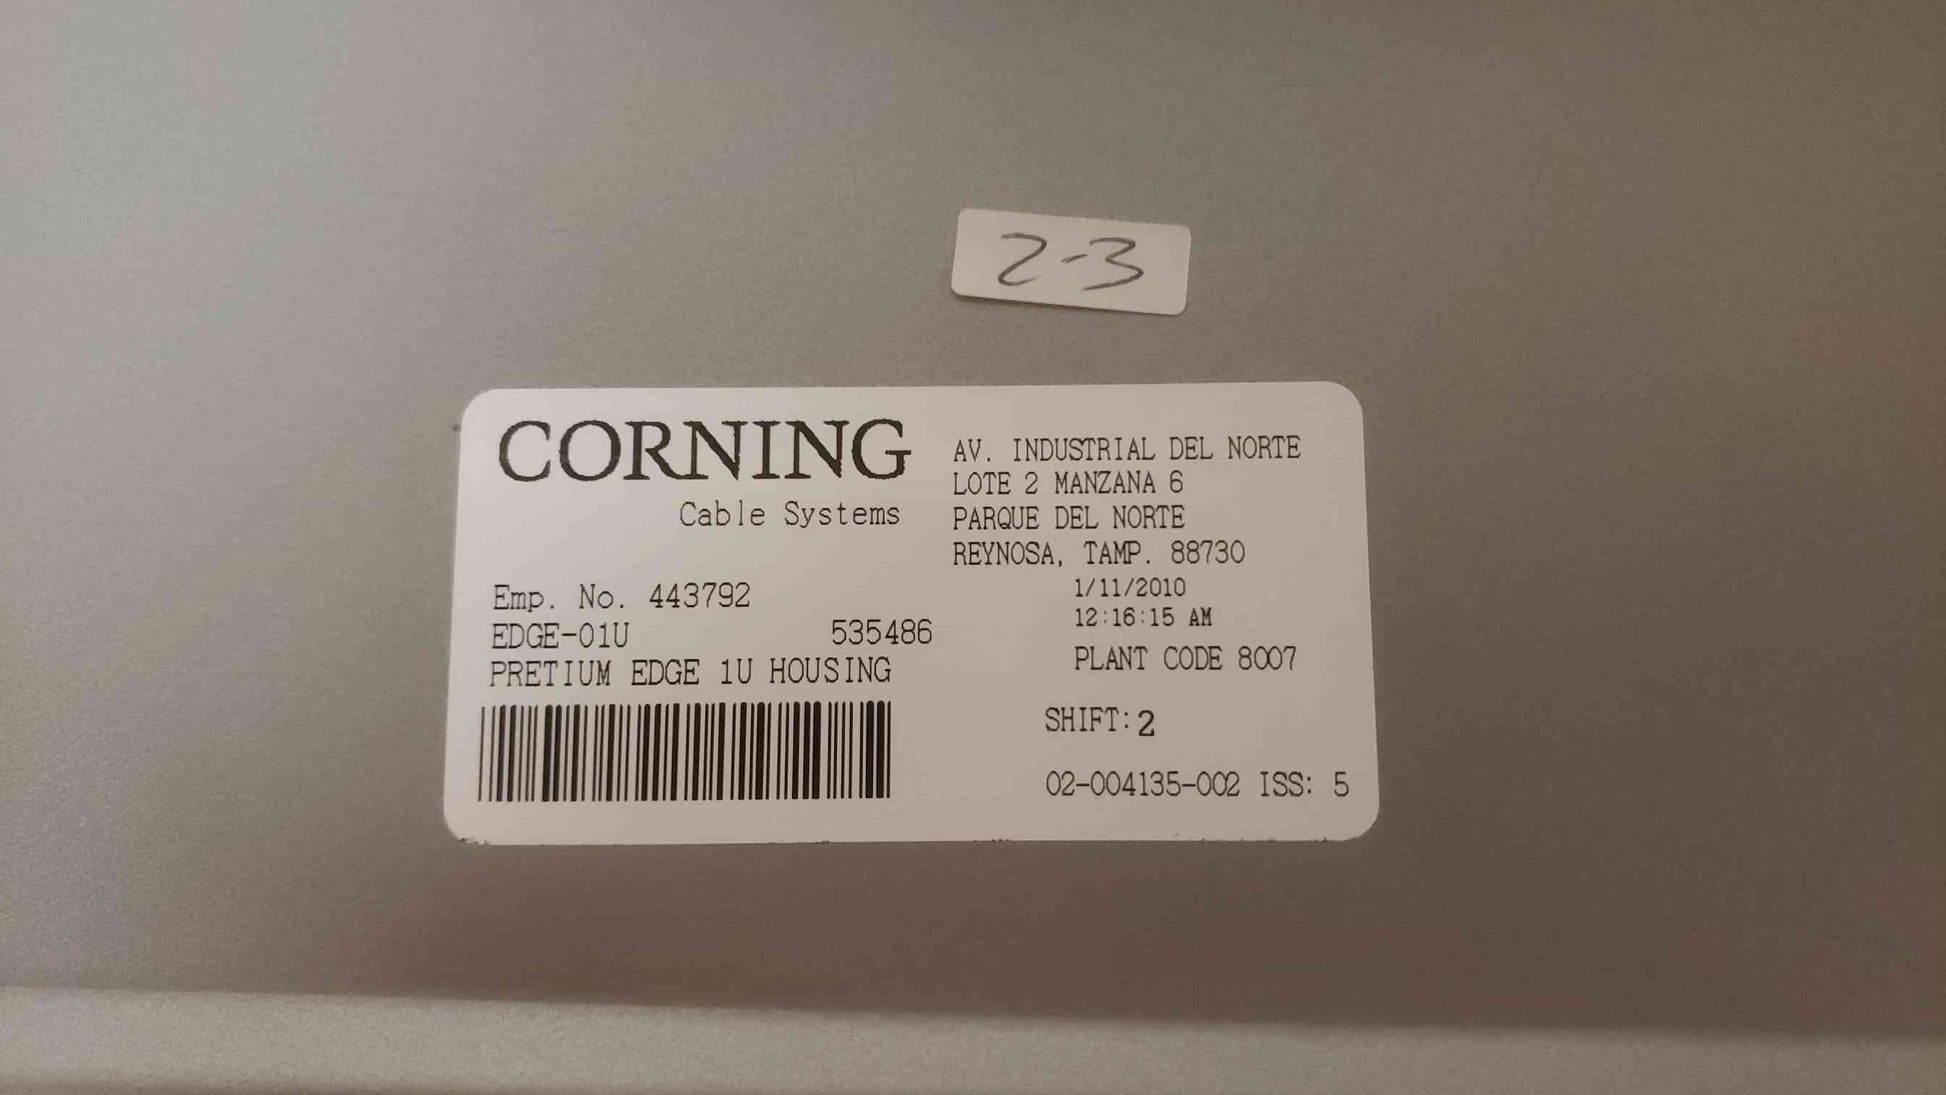 2-3
CORNING
Cable Systems
Emp. No. 443792
EDGE-01U 535486
PRETIUM EDGE 1U HOUSING
AV. INDUSTRIAL DEL NORTE
LOTE 2 MANZANA 6
PARQUE DEL NORTE
REYNOSA, TAMP. 88730
1/11/2010
12:16:15 AM
PLANT CODE 8007
SHIFT: 2
02-004135-002 ISS: 5